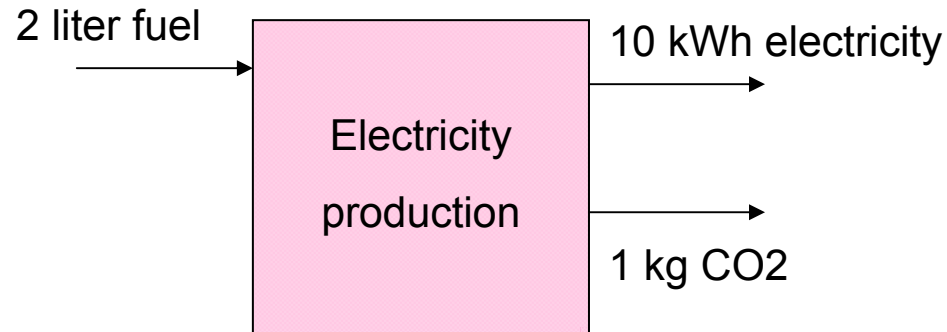 2 liter fuel
10 kWh electricity
Electricity
production
1 kg CO2